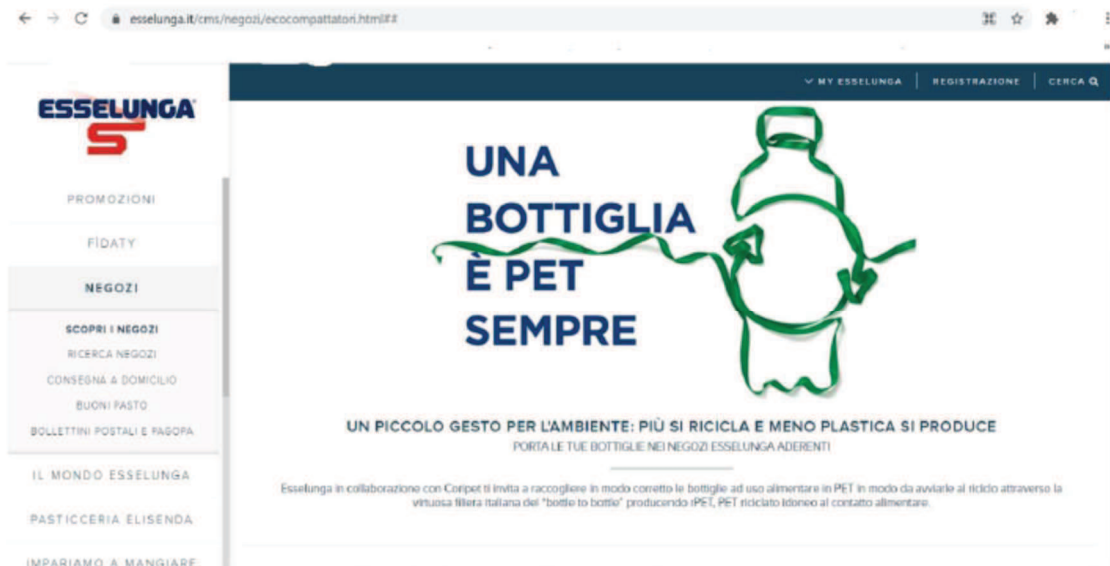 esselunga.it/cms/negozi/ecocompattatori.html##
MY ESSELUNGA
REGISTRAZIONE
CERCA
ESSELUNGA
S
PROMOZIONI
FÌDATY
NEGOZI
SCOPRI I NEGOZI
RICERCA NEGOZI
CONSEGNA A DOMICILIO
BUONI PASTO
BOLLETTINI POSTALI E PAGOPA
IL MONDO ESSELUNGA
PASTICCERIA ELISENDA
IMPARIAMO A MANGIARE
UNA
BOTTIGLIA
È PET
SEMPRE
UN PICCOLO GESTO PER L'AMBIENTE: PIÙ SI RICICLA E MENO PLASTICA SI PRODUCE
PORTA LE TUE BOTTIGLIE NEI NEGOZI ESSELUNGA ADERENTI
Esselunga in collaborazione con Coripet ti invita a raccogliere in modo corretto le bottiglie ad uso alimentare in PET in modo da avviarle al riciclo attraverso la
virtuosa filiera italiana del "bottle to bottle" producendo rPET, PET riciclato idoneo al contatto alimentare.